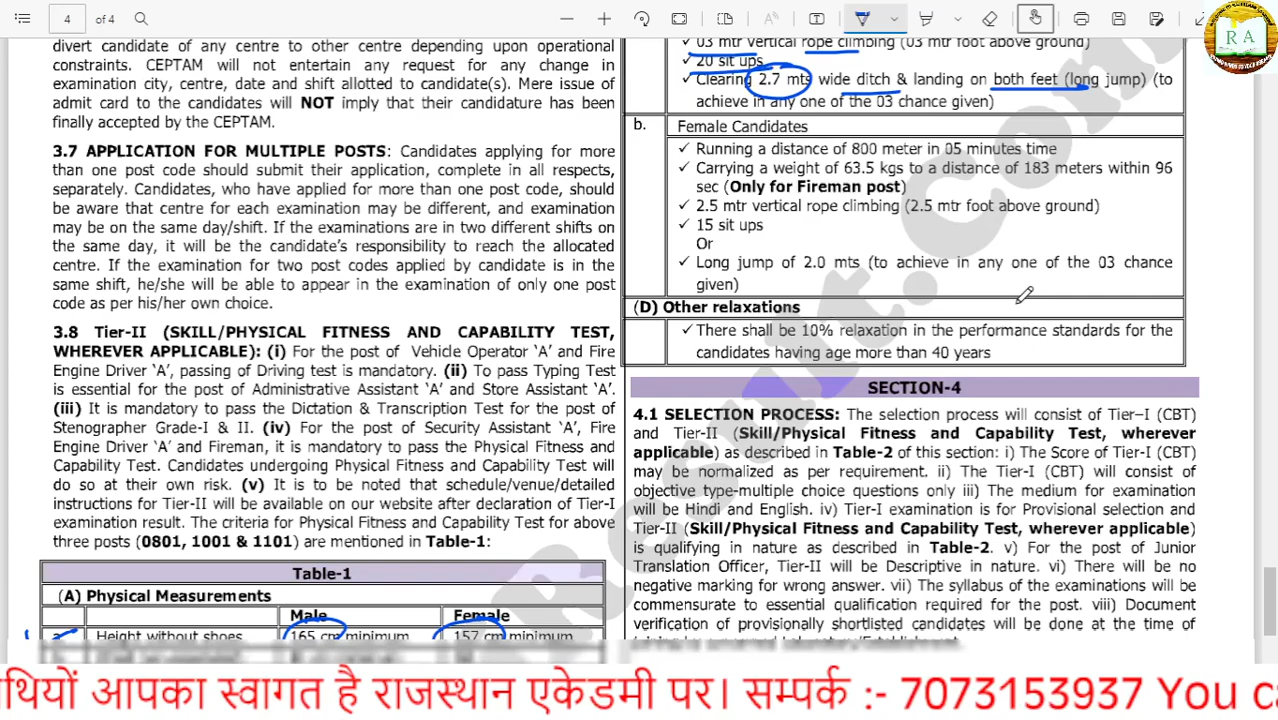 4 of 4
RA
divert candidate of any centre to other centre depending upon operational
constraints. CEPTAM will not entertain any request for any change in
examination city, centre, date and shift allotted to candidate(s). Mere issue of
admit card to the candidates will NOT imply that their candidature has been
finally accepted by the CEPTAM.
3.7 APPLICATION FOR MULTIPLE POSTS: Candidates applying for more
than one post code should submit their application, complete in all respects,
separately. Candidates, who have applied for more than one post code, should
be aware that centre for each examination may be different, and examination
may be on the same day/shift. If the examinations are in two different shifts on
the same day, it will be the candidate's responsibility to reach the allocated
centre. If the examination for two post codes applied by candidate is in the
same shift, he/she will be able to appear in the examination of only one post
code as per his/her own choice.
3.8 Tier-II (SKILL/PHYSICAL FITNESS AND CAPABILITY TEST,
WHEREVER APPLICABLE): (i) For the post of Vehicle Operator 'A' and Fire
Engine Driver 'A', passing of Driving test is mandatory. (ii) To pass Typing Test
is essential for the post of Administrative Assistant 'A' and Store Assistant 'A'.
(iii) It is mandatory to pass the Dictation & Transcription Test for the post of
Stenographer Grade-I & II. (iv) For the post of Security Assistant 'A', Fire
Engine Driver 'A' and Fireman, it is mandatory to pass the Physical Fitness and
Capability Test. Candidates undergoing Physical Fitness and Capability Test will
do so at their own risk. (v) It is to be noted that schedule/venue/detailed
instructions for Tier-II will be available on our website after declaration of Tier-I
examination result. The criteria for Physical Fitness and Capability Test for above
three posts (0801, 1001 & 1101) are mentioned in Table-1:
Table-1
(A) Physical Measurements
Male Female
a. Height without shoes 165 cm minimum 157 cm minimum
✓ 03 mtr vertical rope climbing (03 mtr foot above ground)
✓ 20 sit ups
✓ Clearing 2.7 mts wide ditch & landing on both feet (long jump) (to
achieve in any one of the 03 chance given)
b. Female Candidates
✓ Running a distance of 800 meter in 05 minutes time
✓ Carrying a weight of 63.5 kgs to a distance of 183 meters within 96
sec (Only for Fireman post)
✓ 2.5 mtr vertical rope climbing (2.5 mtr foot above ground)
✓ 15 sit ups
Or
✓ Long jump of 2.0 mts (to achieve in any one of the 03 chance
given)
(D) Other relaxations
✓ There shall be 10% relaxation in the performance standards for the
candidates having age more than 40 years
SECTION-4
4.1 SELECTION PROCESS: The selection process will consist of Tier–I (CBT)
and Tier-II (Skill/Physical Fitness and Capability Test, wherever
applicable) as described in Table-2 of this section: i) The Score of Tier-I (CBT)
may be normalized as per requirement. ii) The Tier-I (CBT) will consist of
objective type-multiple choice questions only iii) The medium for examination
will be Hindi and English. iv) Tier-I examination is for Provisional selection and
Tier-II (Skill/Physical Fitness and Capability Test, wherever applicable)
is qualifying in nature as described in Table-2. v) For the post of Junior
Translation Officer, Tier-II will be Descriptive in nature. vi) There will be no
negative marking for wrong answer. vii) The syllabus of the examinations will be
commensurate to essential qualification required for the post. viii) Document
verification of provisionally shortlisted candidates will be done at the time of
Result.Com
थियों आपका स्वागत है राजस्थान एकेडमी पर। सम्पर्क :- 7073153937 You ca